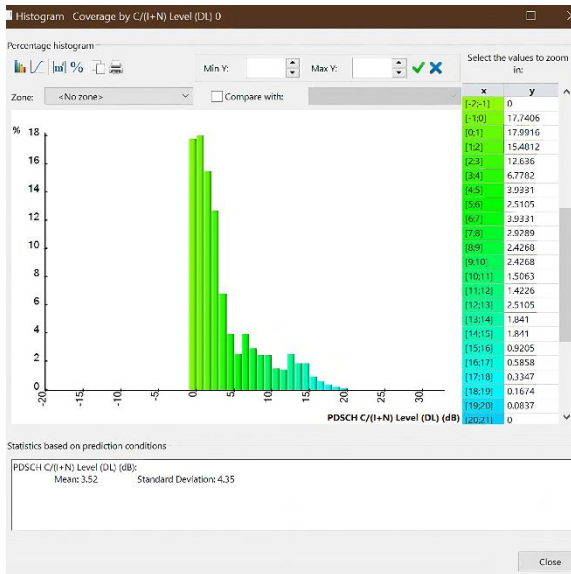 Histogram Coverage by C/(I+N) Level (DL) 0
Percentage histogram
Min Y:
Max Y:
Select the values to zoom in:
Zone: <No zone>
Compare with:
x y
[-2;-1] 0
[-1;0] 17.7406
[0;1] 17.9916
[1;2] 15.4812
[2;3] 12.636
[3;4] 6.7782
[4;5] 3.9331
[5;6] 2.5105
[6;7] 3.9331
[7;8] 2.9289
[8;9] 2.4268
[9;10] 2.4268
[10;11] 1.5063
[11;12] 1.4226
[12;13] 2.5105
[13;14] 1.841
[14;15] 1.841
[15;16] 0.9205
[16;17] 0.5858
[17;18] 0.3347
[18;19] 0.1674
[19;20] 0.0837
[20;21] 0
% 18
16
14
12
10
8
6
4
2
0
-20 -15 -10 -5 0 5 10 15 20 25 30
PDSCH C/(I+N) Level (DL) (dB)
Statistics based on prediction conditions
PDSCH C/(I+N) Level (DL) (dB):
Mean: 3.52 Standard Deviation: 4.35
Close